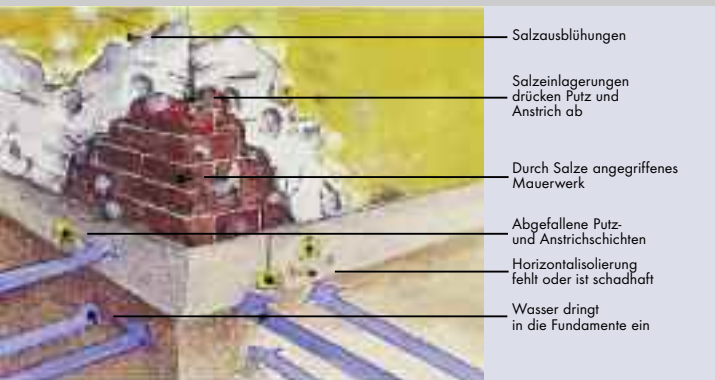 Salzausblühungen
Salzeinlagerungen
drücken Putz und
Anstrich ab
Durch Salze angegriffenes
Mauerwerk
Abgefallene Putz-
und Anstrichschichten
Horizontalisolierung
fehlt oder ist schadhaft
Wasser dringt
in die Fundamente ein